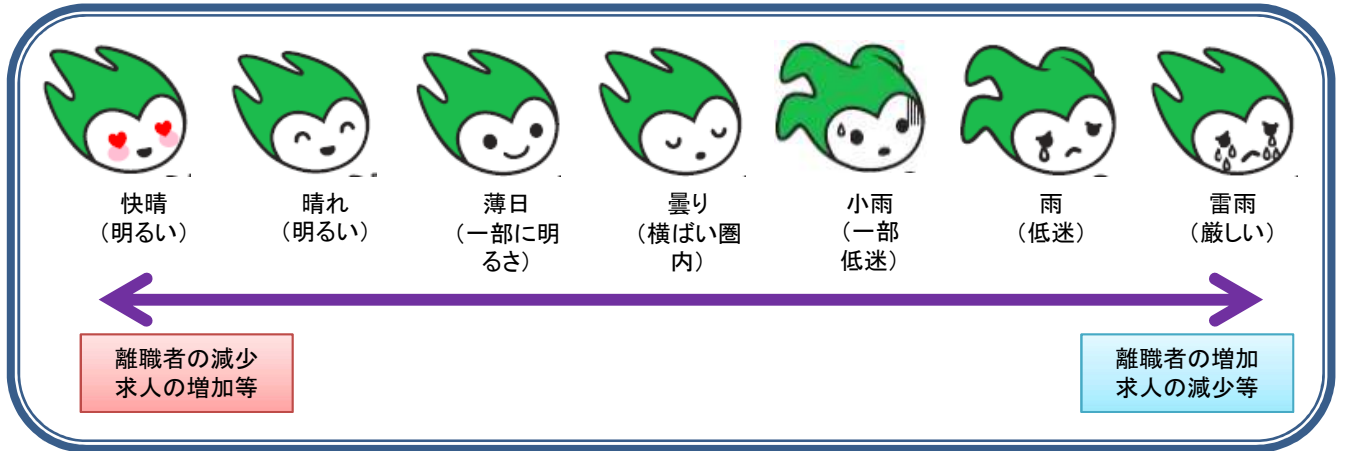 快晴
（明るい）
晴れ
（明るい）
薄日
（一部に明
るさ）
曇り
（横ばい圏
内）
小雨
（一部
低迷）
雨
（低迷）
雷雨
（厳しい）
離職者の減少
求人の増加等
離職者の増加
求人の減少等